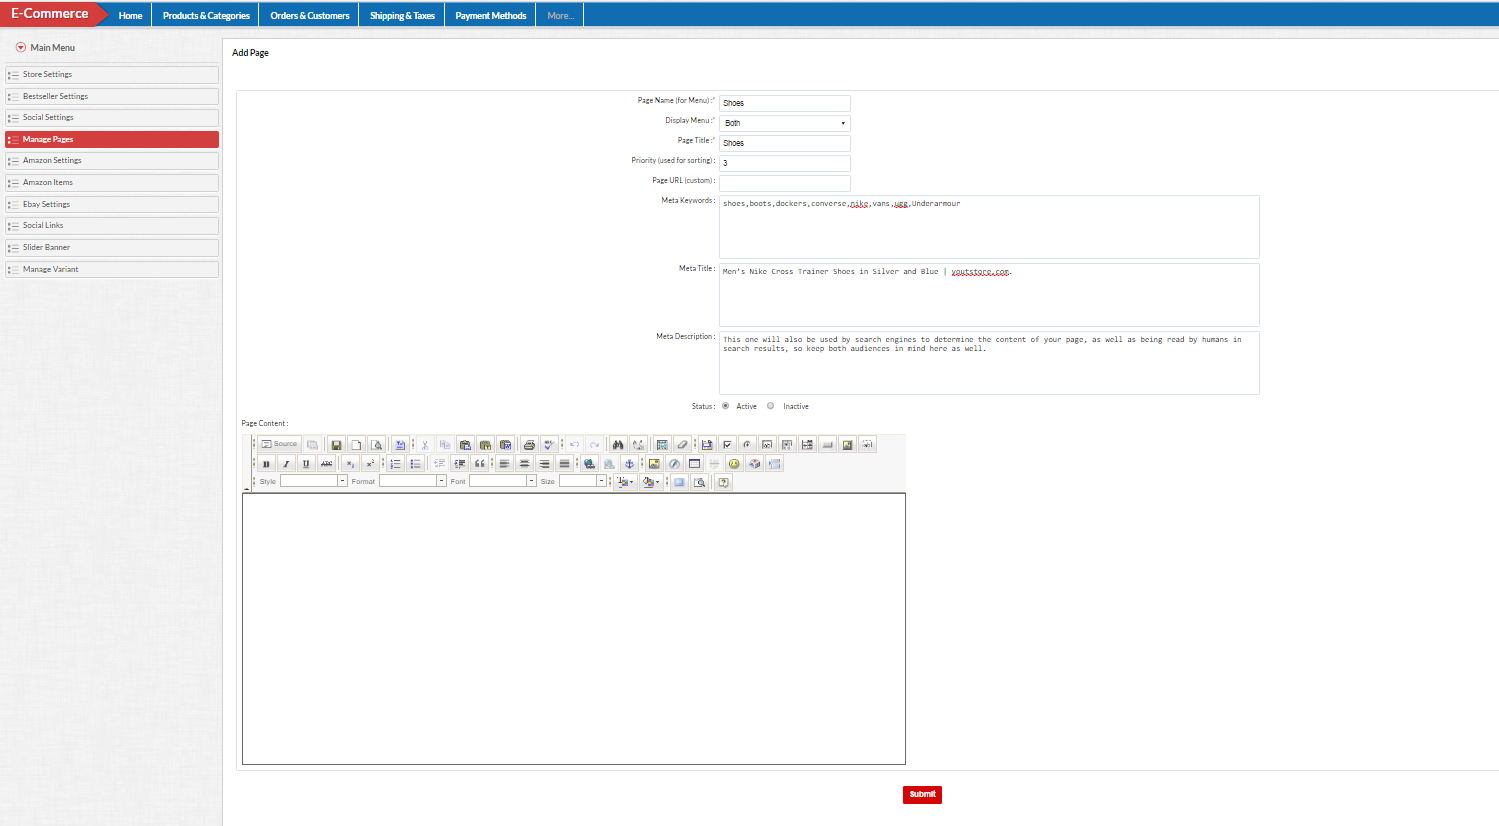 E-Commerce
Home
Products & Categories
Orders & Customers
Shipping & Taxes
Payment Methods
More...
Main Menu
Store Settings
Bestseller Settings
Social Settings
Manage Pages
Amazon Settings
Amazon Items
Ebay Settings
Social Links
Slider Banner
Manage Variant
Add Page
Page Name (for Menu) :* Shoes
Display Menu :* Both
Page Title :* Shoes
Priority (used for sorting) : 3
Page URL (custom) :
Meta Keywords : shoes,boots,dockers,converse,nike,vans,ugg,Underarmour
Meta Title : Men's Nike Cross Trainer Shoes in Silver and Blue | youtstore.com.
Meta Description : This one will also be used by search engines to determine the content of your page, as well as being read by humans in
search results, so keep both audiences in mind here as well.
Status : Active Inactive
Page Content :
Source
B I U ABC x₂ x²
Style Format Font Size
Submit